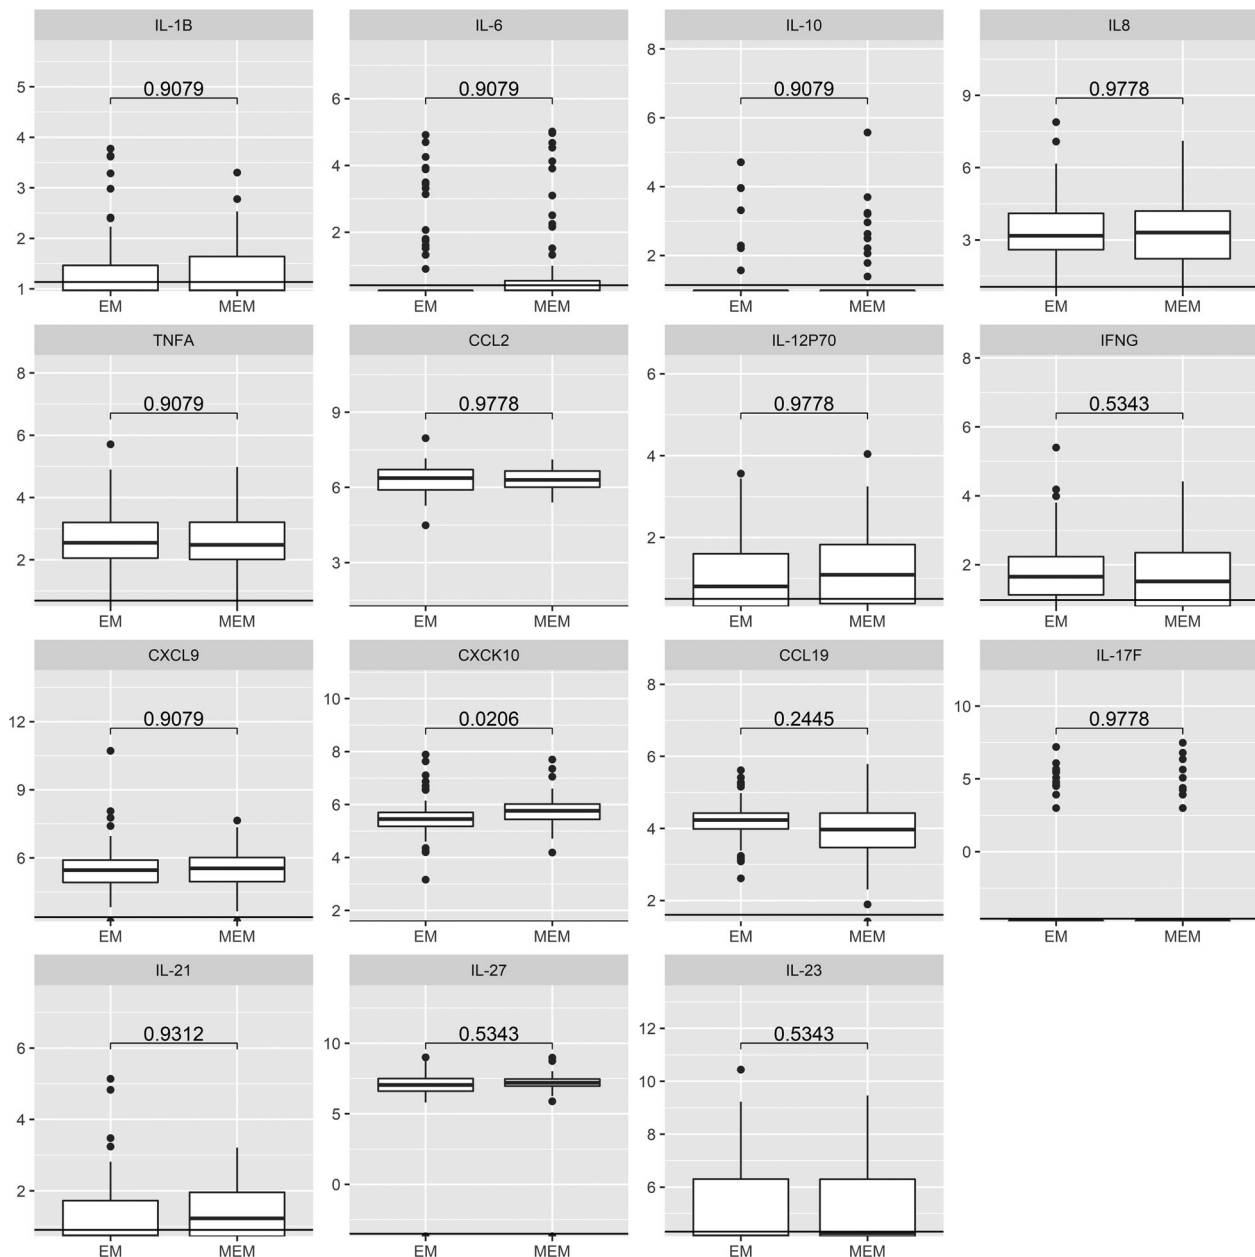 IL-1B IL-6 IL-10 IL8
5 4 3 2 1 0.9079 EM MEM
6 2 0.9079 EM MEM
8 6 4 2 0.9079 EM MEM
9 6 3 0.9778 EM MEM
TNFA CCL2 IL-12P70 IFNG
8 6 4 2 0.9079 EM MEM
9 6 3 0.9778 EM MEM
6 4 2 0.9778 EM MEM
8 6 4 2 0.5343 EM MEM
CXCL9 CXCK10 CCL19 IL-17F
12 9 6 0.9079 EM MEM
10 8 6 4 2 0.0206 EM MEM
8 6 4 2 0.2445 EM MEM
10 5 0 0.9778 EM MEM
IL-21 IL-27 IL-23
6 4 2 0.9312 EM MEM
10 5 0 0.5343 EM MEM
12 10 8 6 0.5343 EM MEM